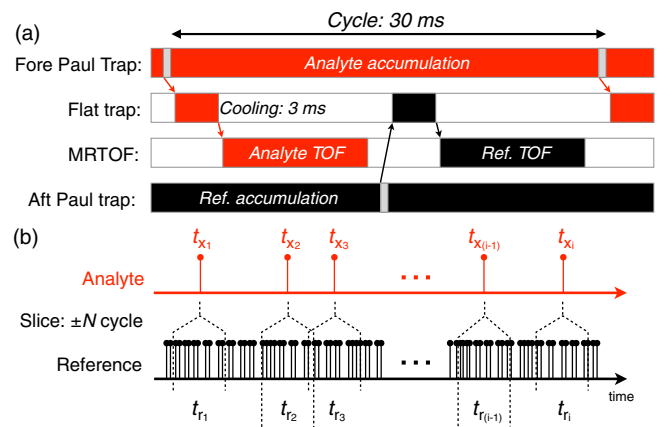 (a)
Cycle: 30 ms
Fore Paul Trap: Analyte accumulation
Flat trap: Cooling: 3 ms
MRTOF: Analyte TOF Ref. TOF
Aft Paul trap: Ref. accumulation
(b)
tx1 tx2 tx3 tx(i-1) txi
Analyte ...
Slice: ±N cycle
Reference ...
time
tr1 tr2 tr3 tr(i-1) tri